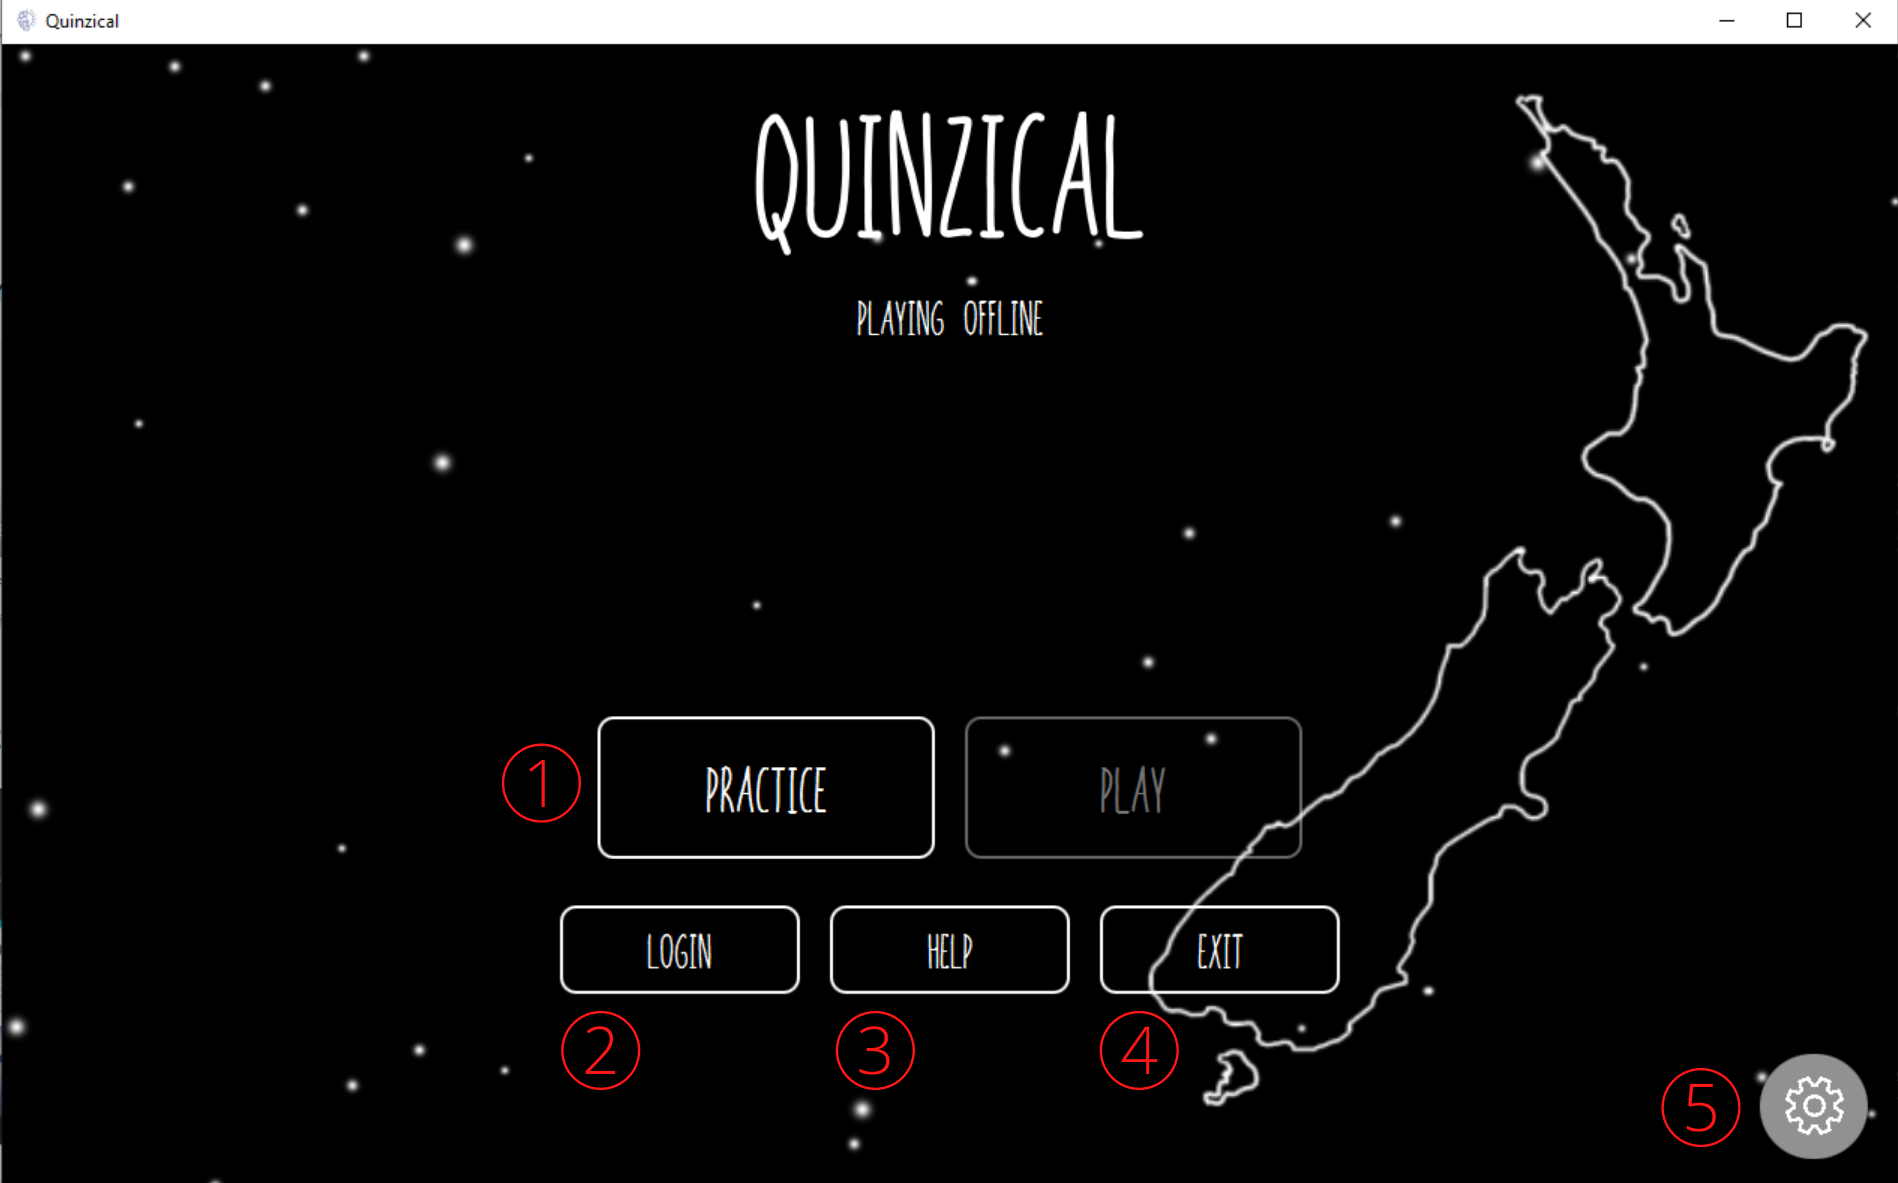 Quinzical
QUINZICAL
PLAYING OFFLINE
1 PRACTICE PLAY
LOGIN HELP EXIT
2 3 4
5